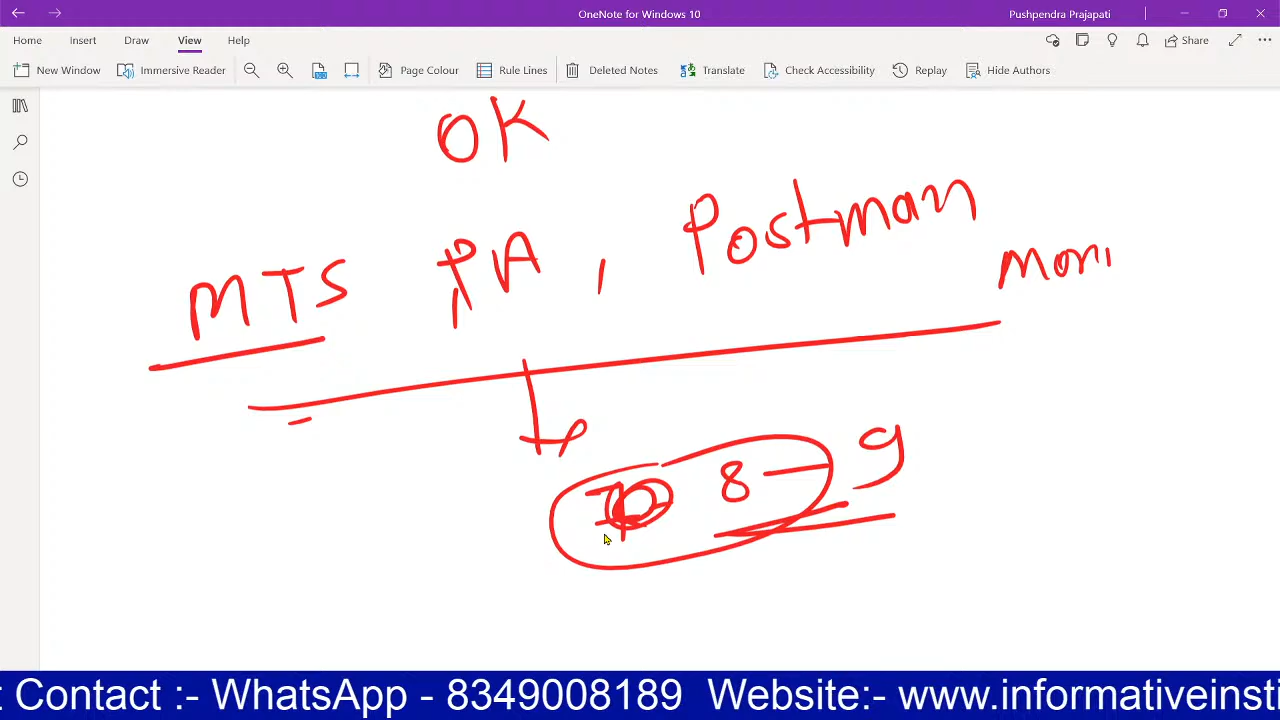 OneNote for Windows 10 Pushpendra Prajapati
Home Insert Draw View Help Share
New Window Immersive Reader Page Colour Rule Lines Deleted Notes Translate Check Accessibility Replay Hide Authors
OK
MTS PA , Postman
8 — 9
t Contact :- WhatsApp - 8349008189 Website:- www.informativeinsti